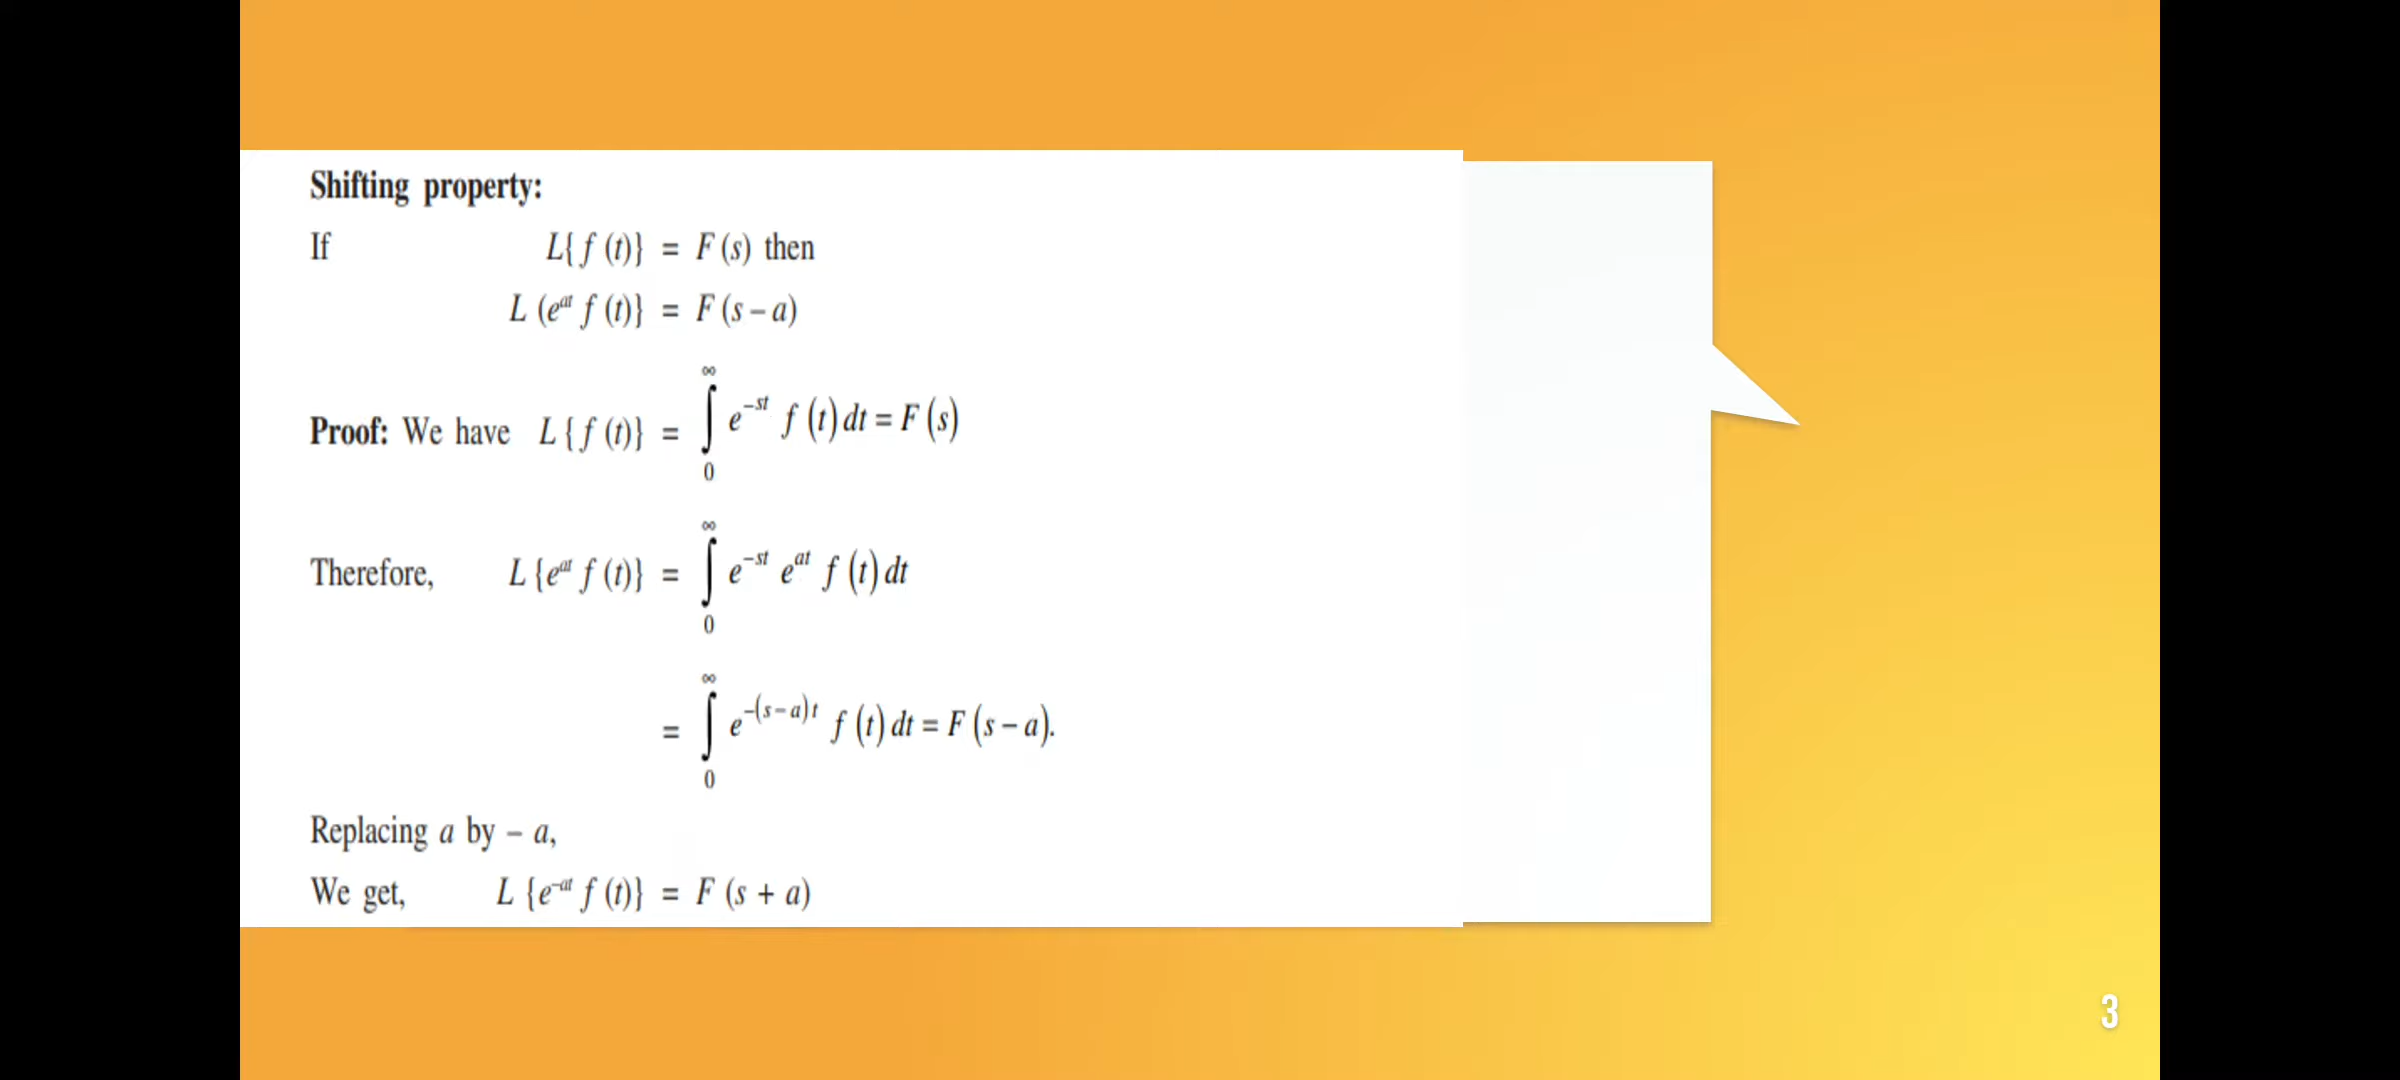 Shifting property:
If L{ f (t)} = F (s) then
L (e^{at} f (t)} = F (s – a)
Proof: We have L { f (t)} = ∫_0^∞ e^{–st} f (t) dt = F (s)
Therefore, L {e^{at} f (t)} = ∫_0^∞ e^{–st} e^{at} f (t) dt
= ∫_0^∞ e^{–(s – a) t} f (t) dt = F (s – a).
Replacing a by – a,
We get, L {e^{–at} f (t)} = F (s + a)
3